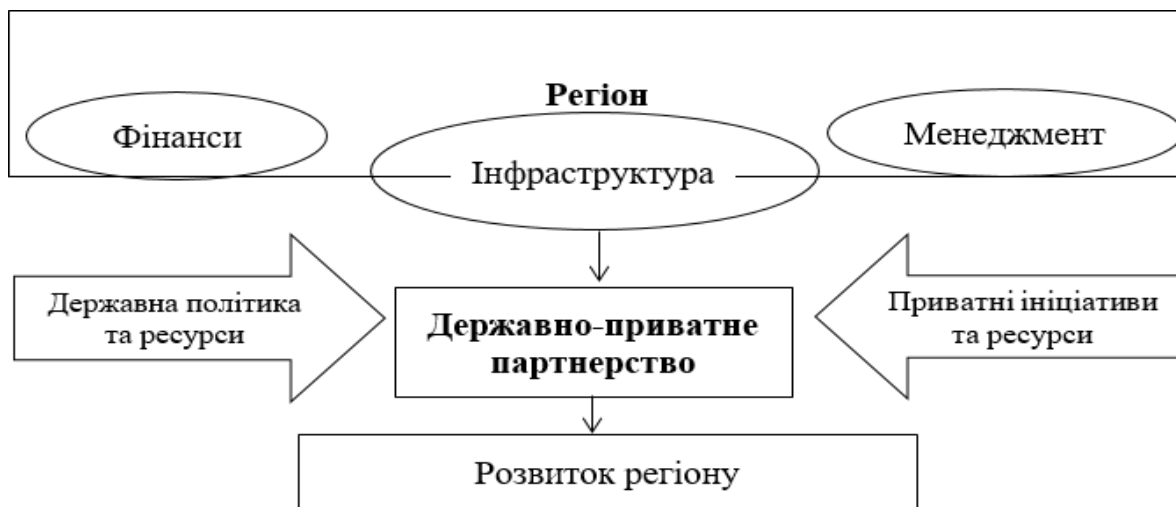 Регіон
Фінанси
Інфраструктура
Менеджмент
Державна політика
та ресурси
Державно-приватне
партнерство
Приватні ініціативи
та ресурси
Розвиток регіону